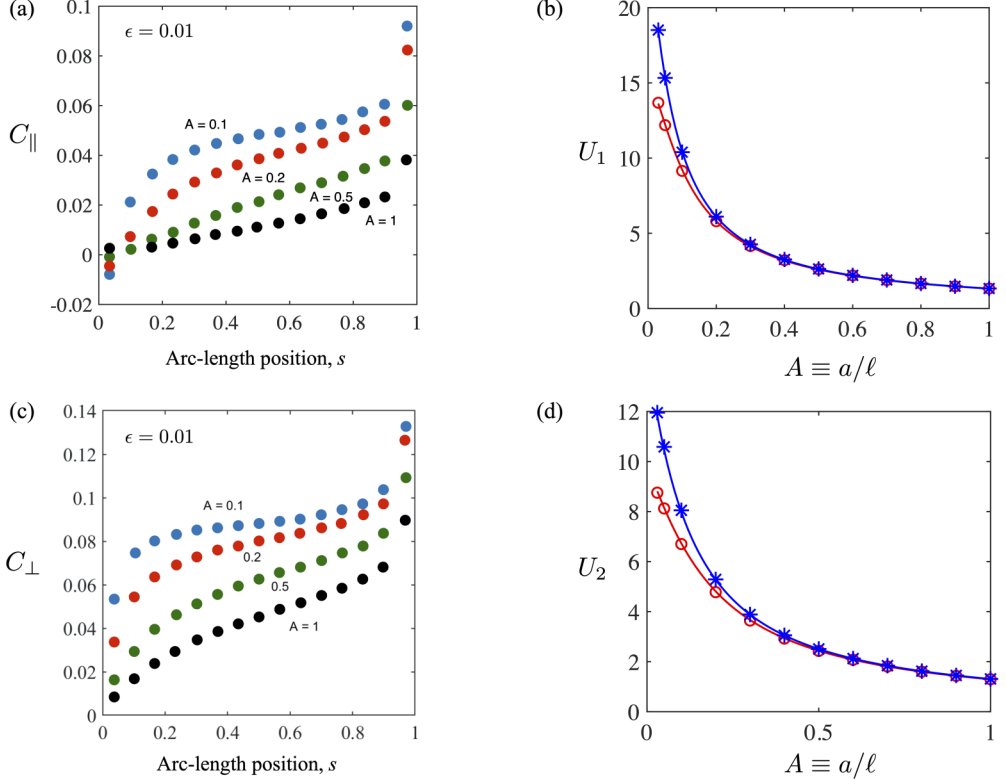 (a)
ϵ = 0.01
0.1
0.08
0.06
0.04
0.02
0
-0.02
C∥
A = 0.1
A = 0.2
A = 0.5
A = 1
0 0.2 0.4 0.6 0.8 1
Arc-length position, s
(b)
20
15
10
5
0
U₁
0 0.2 0.4 0.6 0.8 1
A ≡ a/ℓ
(c)
ϵ = 0.01
0.14
0.12
0.1
0.08
0.06
0.04
0.02
0
C⊥
A = 0.1
0.2
0.5
A = 1
0 0.2 0.4 0.6 0.8 1
Arc-length position, s
(d)
12
10
8
6
4
2
0
U₂
0 0.5 1
A ≡ a/ℓ